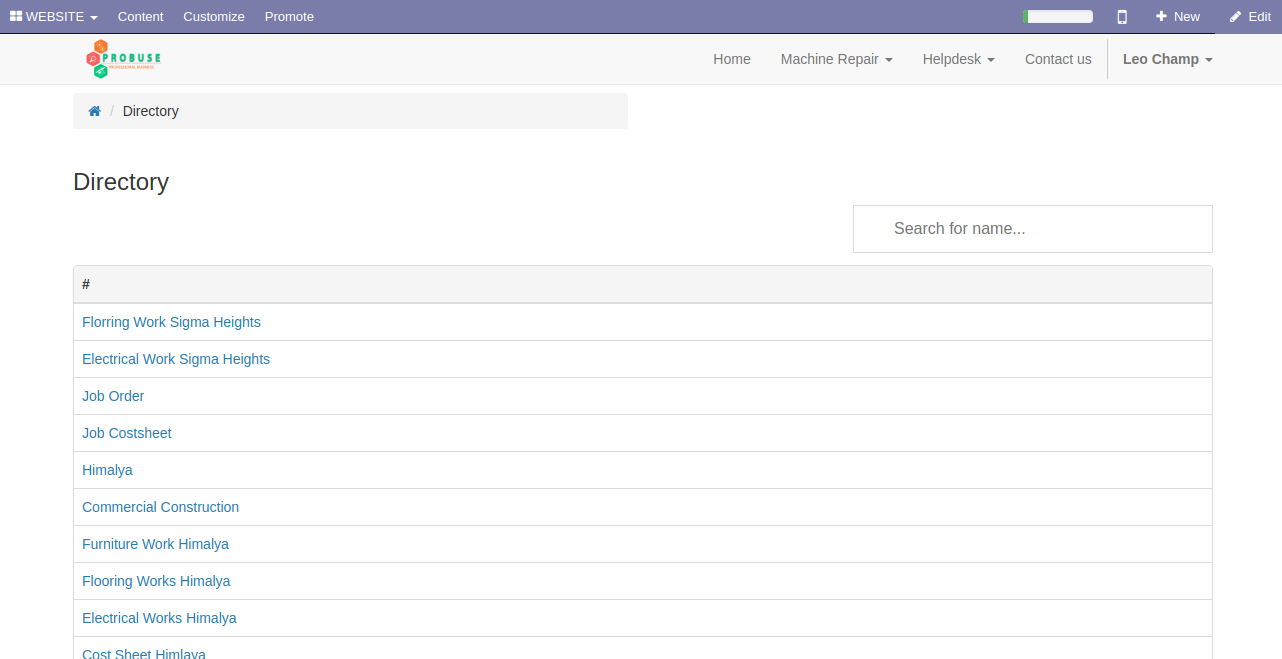 WEBSITE Content Customize Promote New Edit
PROBUSE
Home Machine Repair Helpdesk Contact us Leo Champ
/ Directory
Directory
Search for name...
#
Florring Work Sigma Heights
Electrical Work Sigma Heights
Job Order
Job Costsheet
Himalya
Commercial Construction
Furniture Work Himalya
Flooring Works Himalya
Electrical Works Himalya
Cost Sheet Himlaya